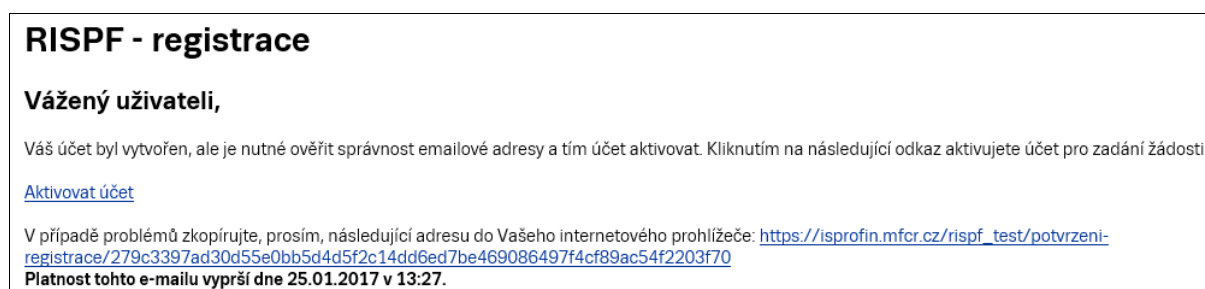 RISPF - registrace
Vážený uživateli,
Váš účet byl vytvořen, ale je nutné ověřit správnost emailové adresy a tím účet aktivovat. Kliknutím na následující odkaz aktivujete účet pro zadání žádosti
Aktivovat účet
V případě problémů zkopírujte, prosím, následující adresu do Vašeho internetového prohlížeče: https://isprofin.mfcr.cz/rispf_test/potvrzeni-
registrace/279c3397ad30d55e0bb5d4d5f2c14dd6ed7be469086497f4cf89ac54f2203f70
Platnost tohto e-mailu vyprší dne 25.01.2017 v 13:27.